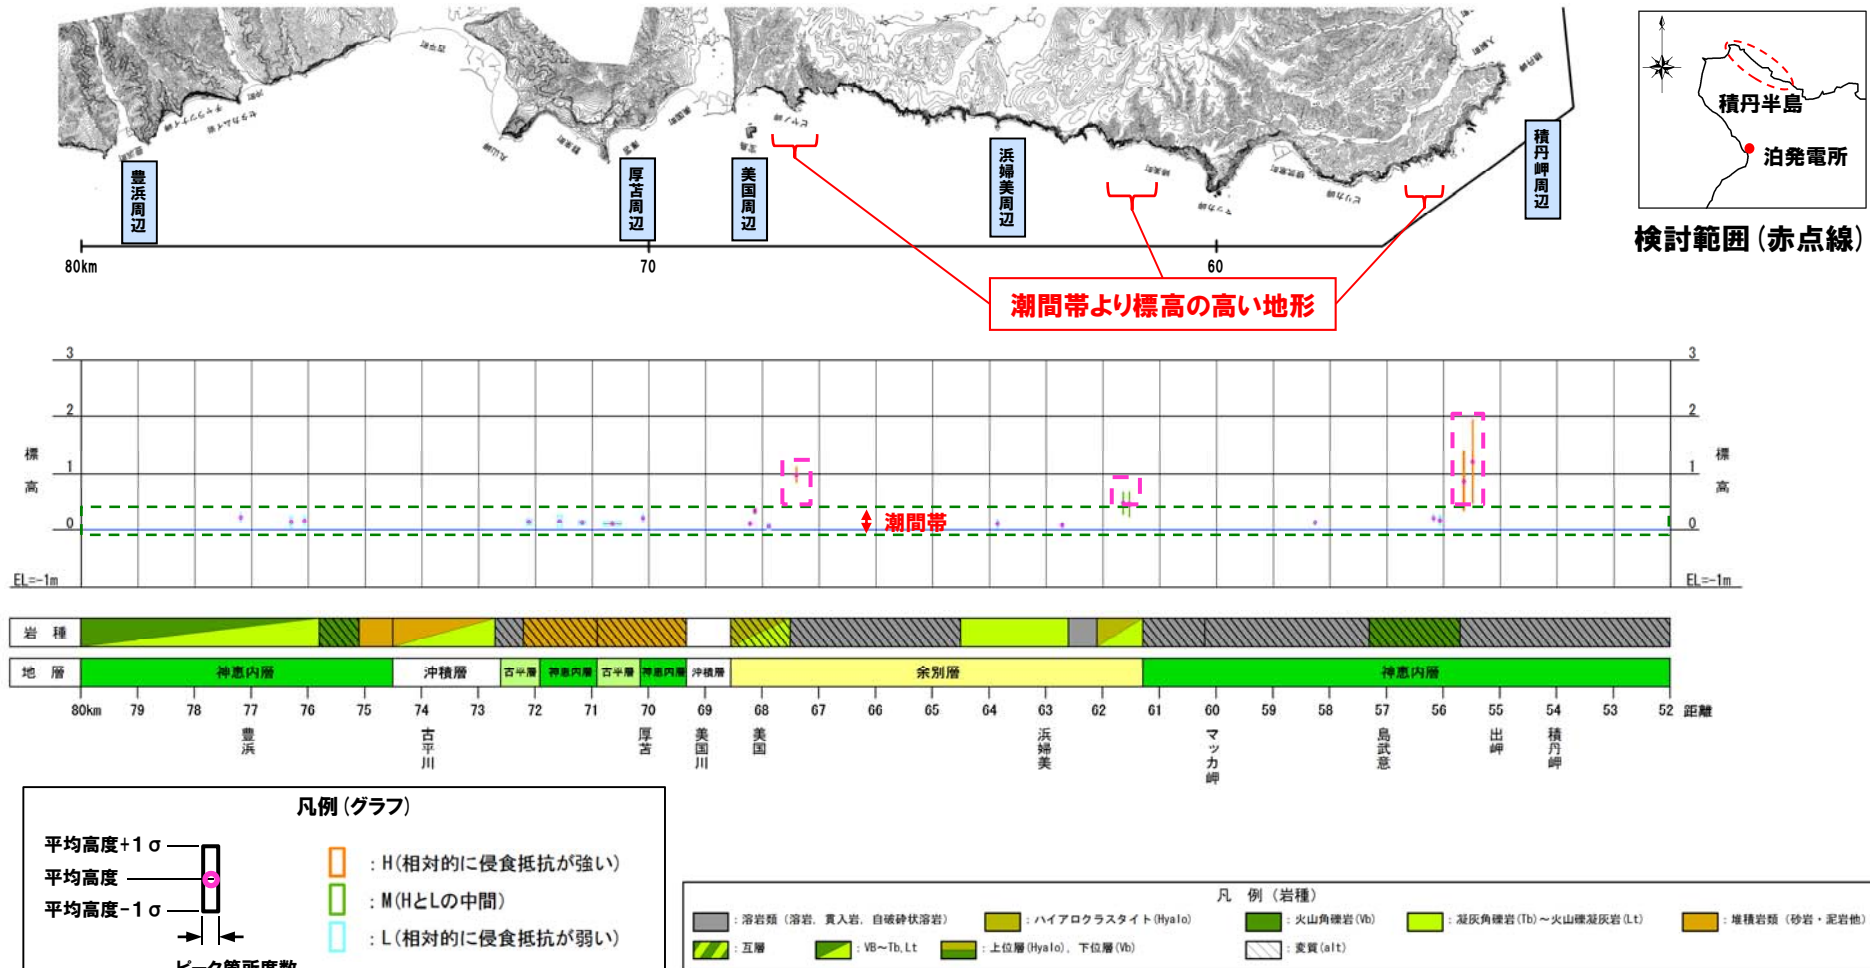 豊浜周辺
厚苫周辺
美国周辺
浜婦美周辺
積丹岬周辺
80km
70
60
潮間帯より標高の高い地形
積丹半島
泊発電所
検討範囲(赤点線)
3
2
1
0
EL=-1m
標高
3
2
1
0
EL=-1m
標高
潮間帯
岩種
地層 神恵内層 沖積層 古平層 神恵内層 古平層 神恵内層 沖積層 余別層 神恵内層
80km 79 78 77 76 75 74 73 72 71 70 69 68 67 66 65 64 63 62 61 60 59 58 57 56 55 54 53 52 距離
豊浜 古平川 厚苫 美国川 美国 浜婦美 マッカ岬 島武意 出岬 積丹岬
凡例(グラフ)
平均高度+1σ
平均高度
平均高度-1σ
ピーク箇所度数
:H(相対的に侵食抵抗が強い)
:M(HとLの中間)
:L(相対的に侵食抵抗が弱い)
凡 例(岩種)
:溶岩類(溶岩、貫入岩、自破砕状溶岩) :ハイアロクラスタイト(Hyalo) :火山角礫岩(Vb) :凝灰角礫岩(Tb)～火山礫凝灰岩(Lt) :堆積岩類(砂岩・泥岩他)
:互層 :VB～Tb,Lt :上位層(Hyalo)、下位層(Vb) :変質(alt)